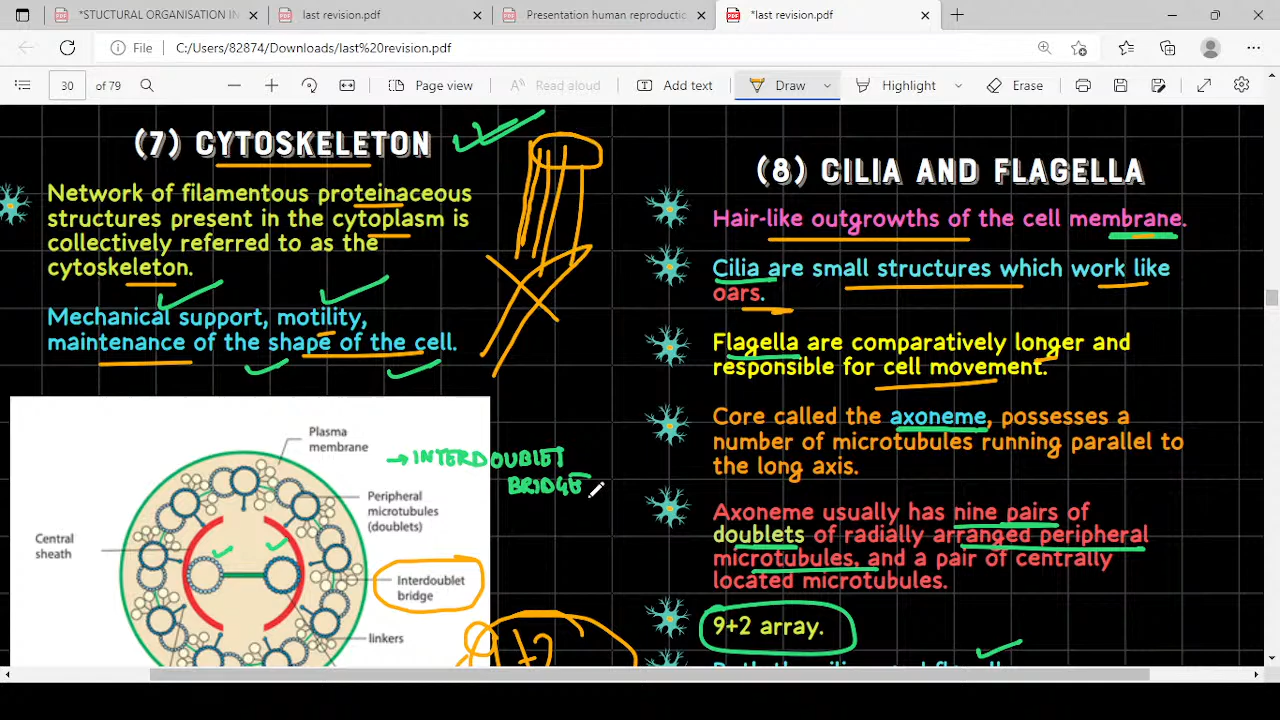 *STUCTURAL ORGANISATION IN
last revision.pdf
Presentation human reproductio
*last revision.pdf
File
C:/Users/82874/Downloads/last%20revision.pdf
30
of 79
Page view
Read aloud
Add text
Draw
Highlight
Erase
(7) CYTOSKELETON
Network of filamentous proteinaceous
structures present in the cytoplasm is
collectively referred to as the
cytoskeleton.
Mechanical support, motility,
maintenance of the shape of the cell.
Plasma
membrane
→ INTERDOUBLET
BRIDGE
Peripheral
microtubules
(doublets)
Central
sheath
Interdoublet
bridge
linkers
+2
(8) CILIA AND FLAGELLA
Hair-like outgrowths of the cell membrane.
Cilia are small structures which work like
oars.
Flagella are comparatively longer and
responsible for cell movement.
Core called the axoneme, possesses a
number of microtubules running parallel to
the long axis.
Axoneme usually has nine pairs of
doublets of radially arranged peripheral
microtubules, and a pair of centrally
located microtubules.
9+2 array.